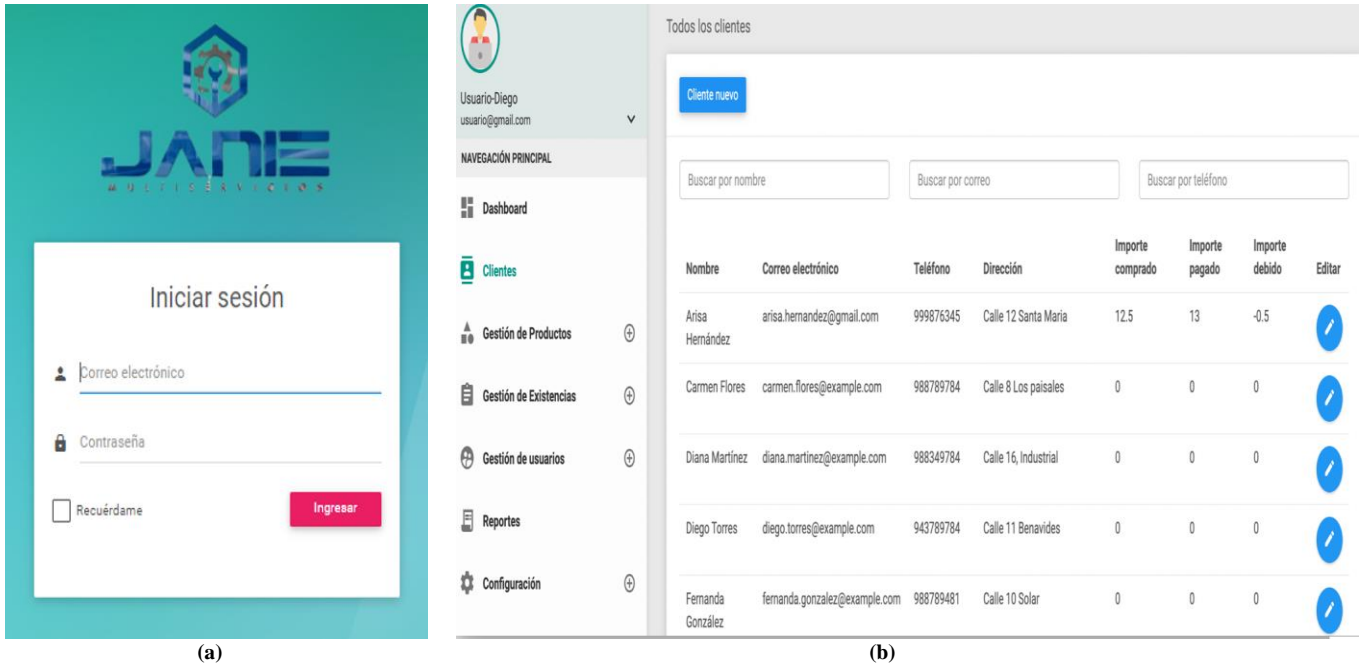 JANIE
MULTISERVICIOS
Iniciar sesión
Correo electrónico
Contraseña
Recuérdame
Ingresar
(a)
Usuario-Diego
usuario@gmail.com
NAVEGACIÓN PRINCIPAL
Dashboard
Clientes
Gestión de Productos
Gestión de Existencias
Gestión de usuarios
Reportes
Configuración
Todos los clientes
Cliente nuevo
Buscar por nombre Buscar por correo Buscar por teléfono
Importe Importe Importe
Nombre Correo electrónico Teléfono Dirección comprado pagado debido Editar
Arisa arisa.hernandez@gmail.com 999876345 Calle 12 Santa Maria 12.5 13 -0.5
Hernández
Carmen Flores carmen.flores@example.com 988789784 Calle 8 Los paisales 0 0 0
Diana Martínez diana.martinez@example.com 988349784 Calle 16, Industrial 0 0 0
Diego Torres diego.torres@example.com 943789784 Calle 11 Benavides 0 0 0
Fernanda fernanda.gonzalez@example.com 988789481 Calle 10 Solar 0 0 0
González
(b)